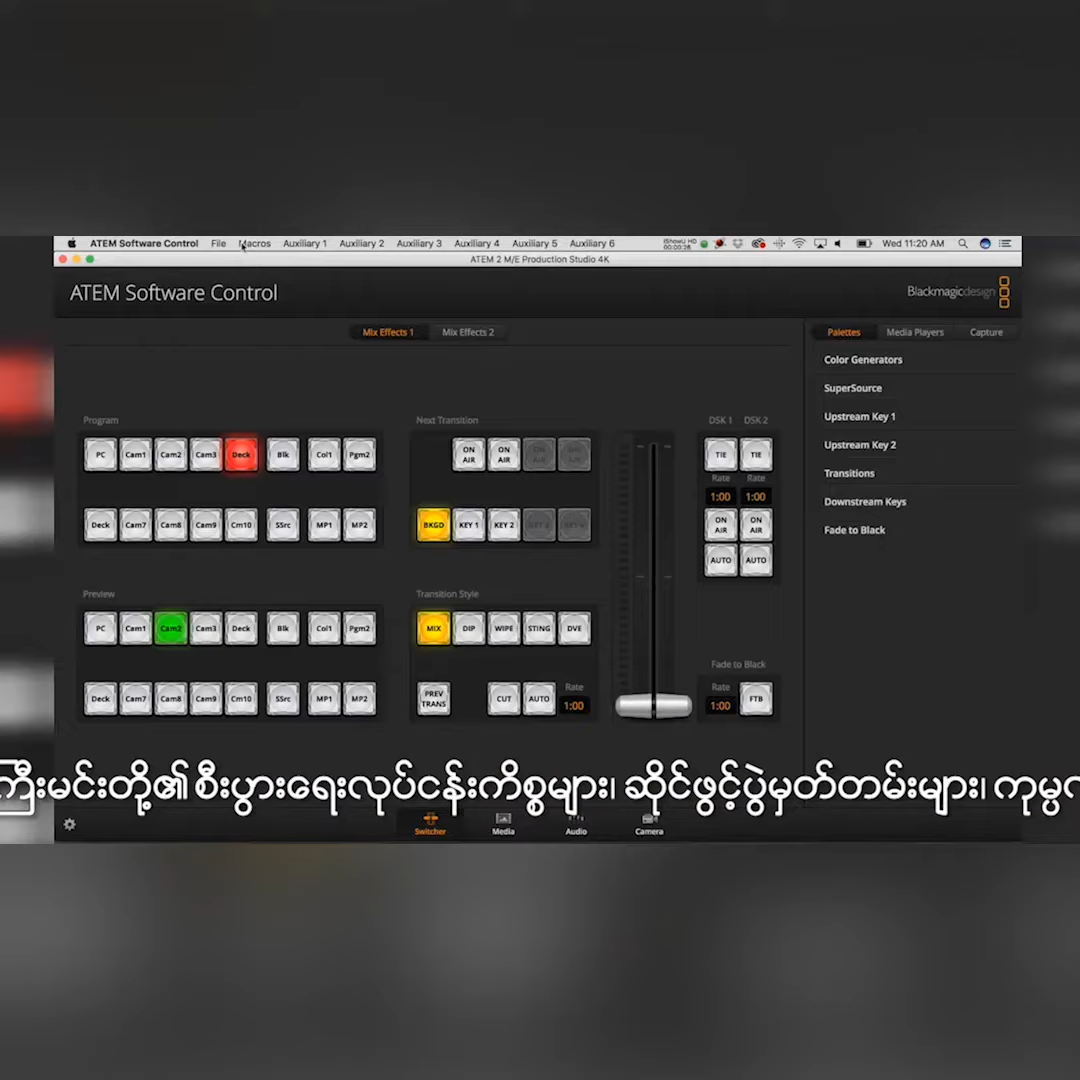 ATEM Software Control File Macros Auxiliary 1 Auxiliary 2 Auxiliary 3 Auxiliary 4 Auxiliary 5 Auxiliary 6 Wed 11:20 AM
ATEM 2 M/E Production Studio 4K
ATEM Software Control
Blackmagicdesign
Mix Effects 1 Mix Effects 2
Palettes Media Players Capture
Color Generators
SuperSource
Upstream Key 1
Upstream Key 2
Transitions
Downstream Keys
Fade to Black
Program
PC Cam1 Cam2 Cam3 Deck Blk Col1 Pgm2
Deck Cam7 Cam8 Cam9 Cm10 SSrc MP1 MP2
Next Transition
ON AIR ON AIR ON AIR ON AIR
BKGD KEY 1 KEY 2 KEY 3 KEY 4
DSK 1 DSK 2
TIE TIE
Rate Rate
1:00 1:00
ON AIR ON AIR
AUTO AUTO
Preview
PC Cam1 Cam2 Cam3 Deck Blk Col1 Pgm2
Deck Cam7 Cam8 Cam9 Cm10 SSrc MP1 MP2
Transition Style
MIX DIP WIPE STING DVE
PREV TRANS CUT AUTO Rate 1:00
Fade to Black
Rate 1:00 FTB
ကြီးမင်းတို့၏ စီးပွားရေးလုပ်ငန်းကိစ္စများ၊ ဆိုင်ဖွင့်ပွဲမှတ်တမ်းများ၊
Switcher Media Audio Camera